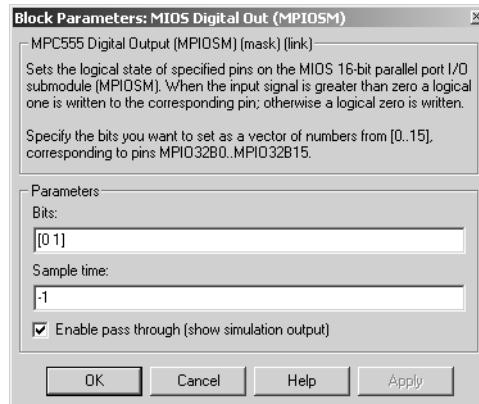 Block Parameters: MIOS Digital Out (MPIOSM)
MPC555 Digital Output (MPIOSM) (mask) (link)
Sets the logical state of specified pins on the MIOS 16-bit parallel port I/O
submodule (MPIOSM). When the input signal is greater than zero a logical
one is written to the corresponding pin; otherwise a logical zero is written.
Specify the bits you want to set as a vector of numbers from [0..15],
corresponding to pins MPIO32B0..MPIO32B15.
Parameters
Bits:
[0 1]
Sample time:
-1
Enable pass through (show simulation output)
OK Cancel Help Apply